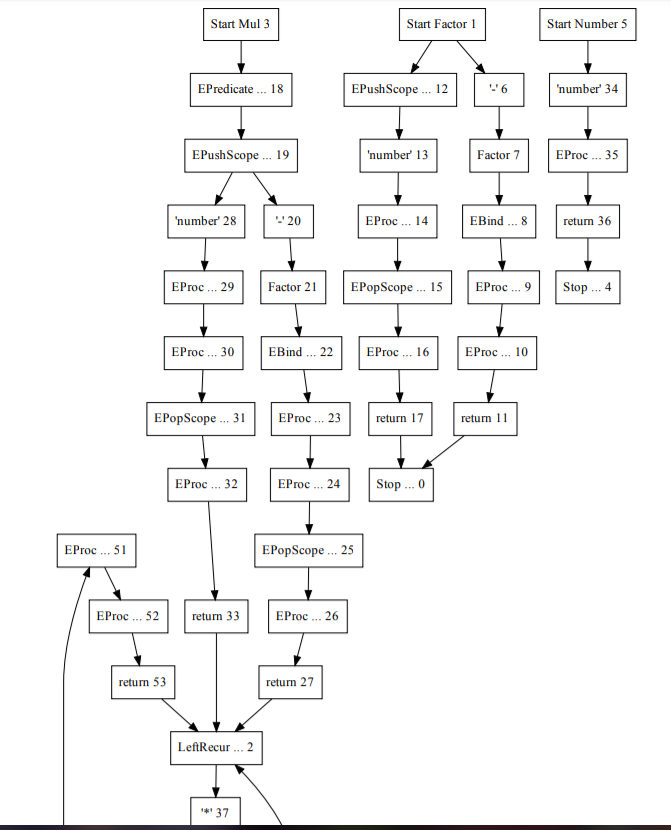 Start Mul 3
Start Factor 1
Start Number 5
EPredicate ... 18
EPushScope ... 12
'-' 6
'number' 34
EPushScope ... 19
'number' 13
Factor 7
EProc ... 35
'number' 28
'-' 20
EProc ... 14
EBind ... 8
return 36
EProc ... 29
Factor 21
EPopScope ... 15
EProc ... 9
Stop ... 4
EProc ... 30
EBind ... 22
EProc ... 16
EProc ... 10
EPopScope ... 31
EProc ... 23
return 17
return 11
EProc ... 32
EProc ... 24
Stop ... 0
EProc ... 51
EPopScope ... 25
EProc ... 52
return 33
EProc ... 26
return 53
return 27
LeftRecur ... 2
'*' 37